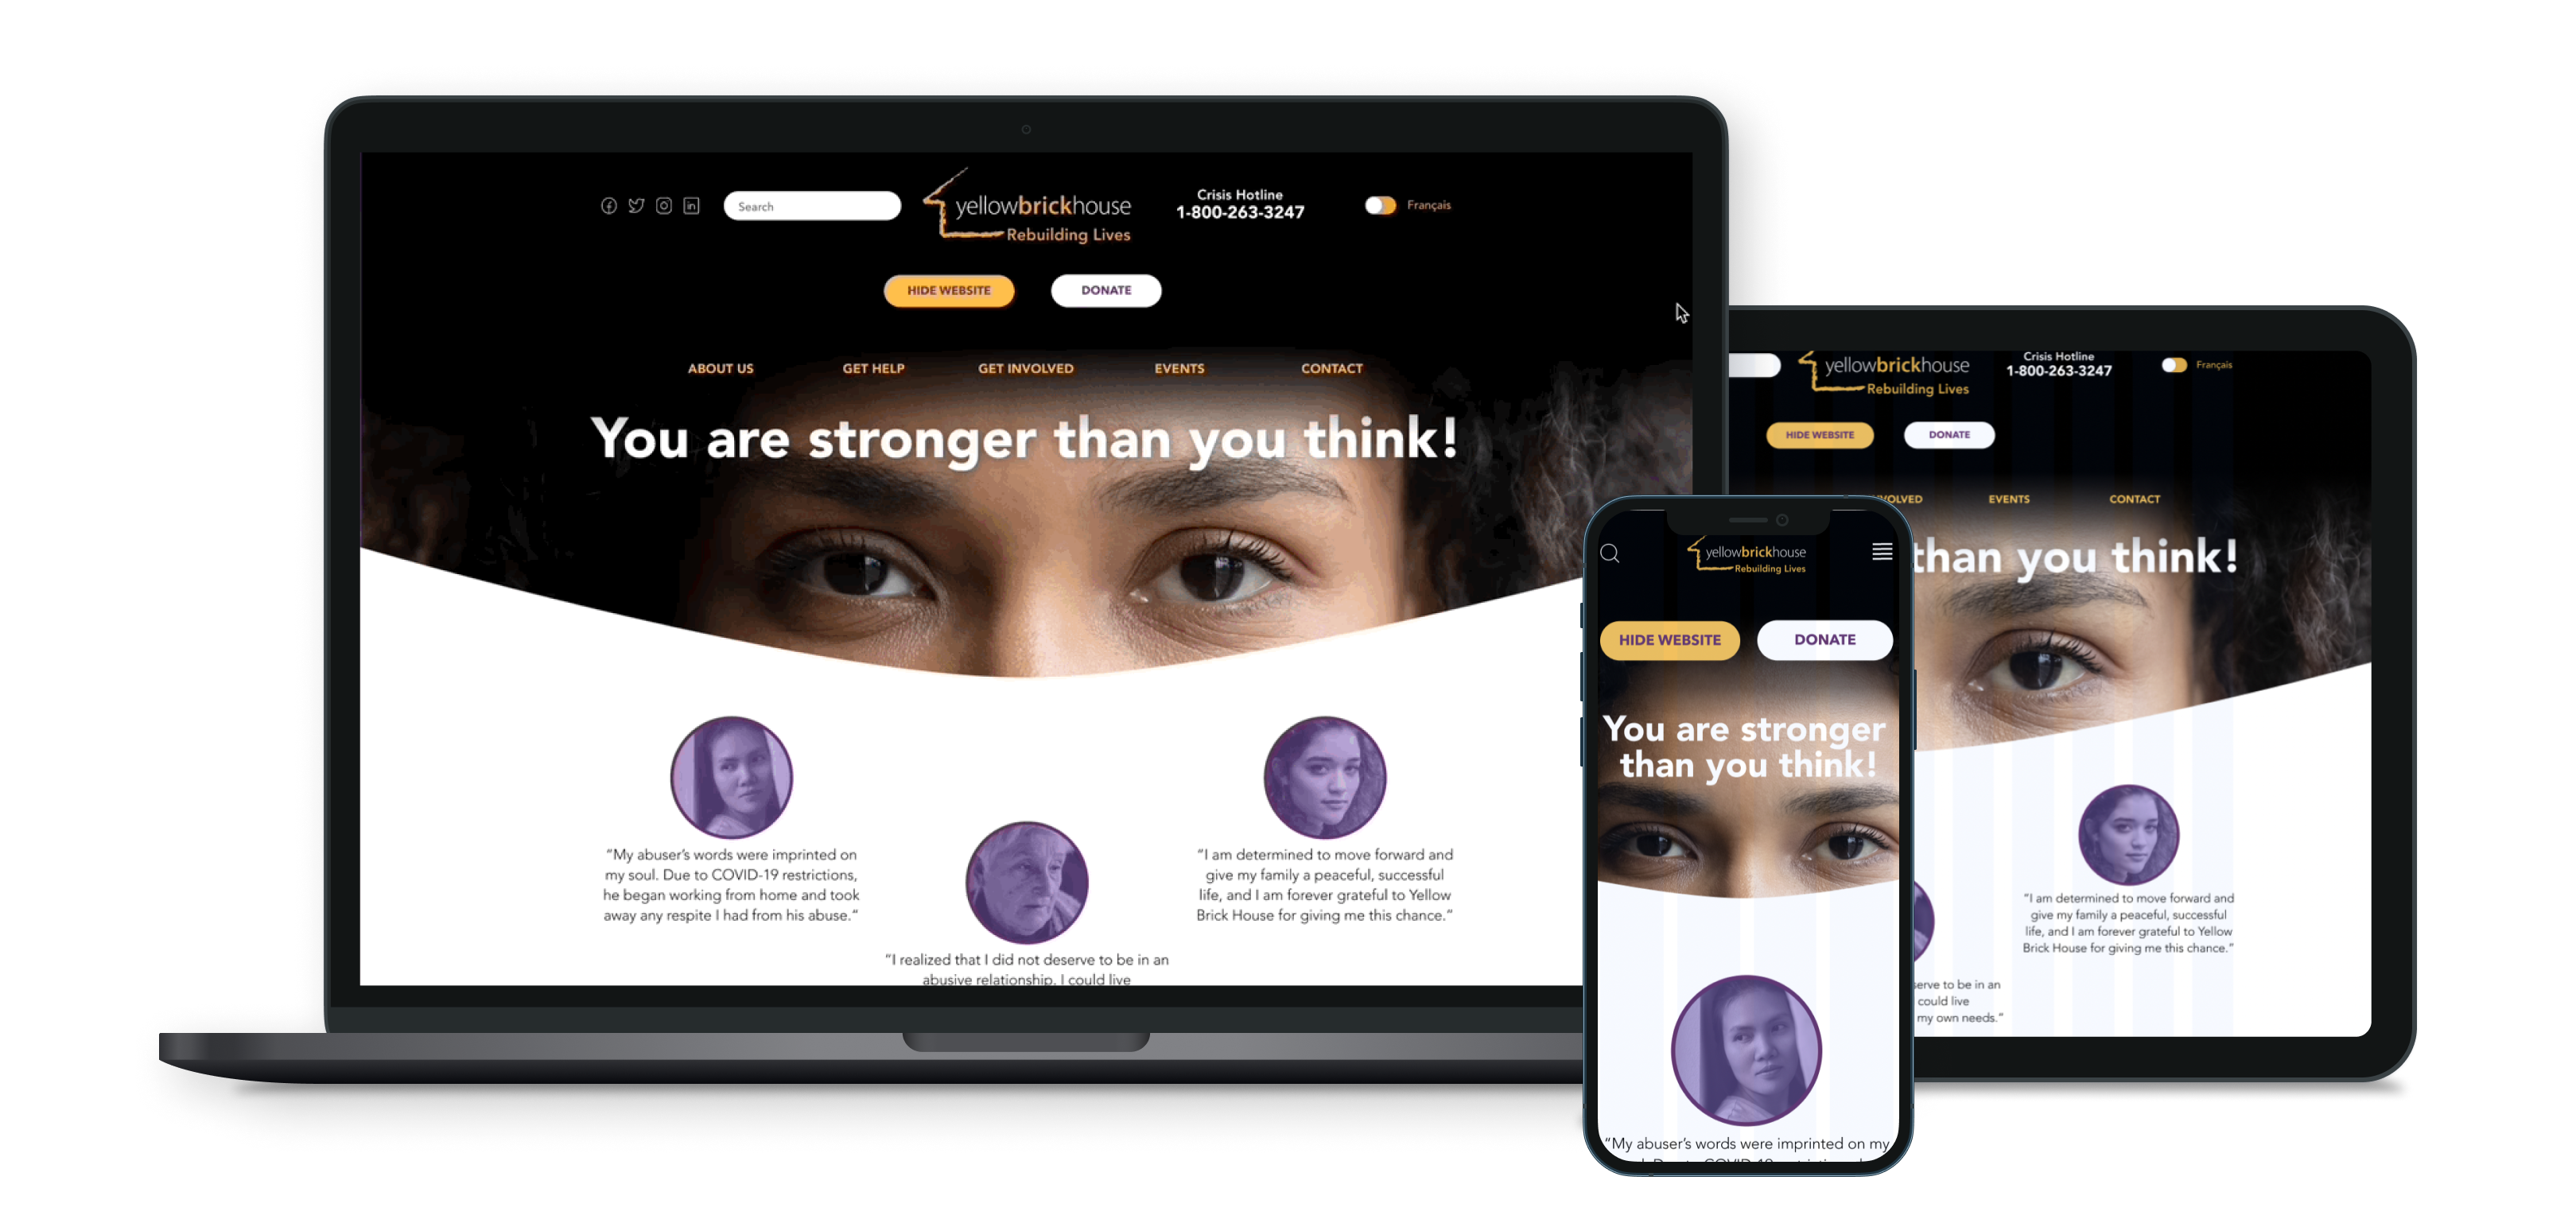 Search
yellowbrickhouse
Rebuilding Lives
Crisis Hotline
1-800-263-3247
Français
HIDE WEBSITE
DONATE
ABOUT US
GET HELP
GET INVOLVED
EVENTS
CONTACT
You are stronger than you think!
“My abuser’s words were imprinted on
my soul. Due to COVID-19 restrictions,
he began working from home and took
away any respite I had from his abuse.”
“I realized that I did not deserve to be in an
abusive relationship. I could live
“I am determined to move forward and
give my family a peaceful, successful
life, and I am forever grateful to Yellow
Brick House for giving me this chance.”
yellowbrickhouse
Rebuilding Lives
HIDE WEBSITE
DONATE
You are stronger
than you think!
“My abuser’s words were imprinted on my
yellowbrickhouse
Rebuilding Lives
Crisis Hotline
1-800-263-3247
Français
HIDE WEBSITE
DONATE
VOLVED
EVENTS
CONTACT
than you think!
“I am determined to move forward and
give my family a peaceful, successful
life, and I am forever grateful to Yellow
Brick House for giving me this chance.”
serve to be in an
could live
my own needs.”